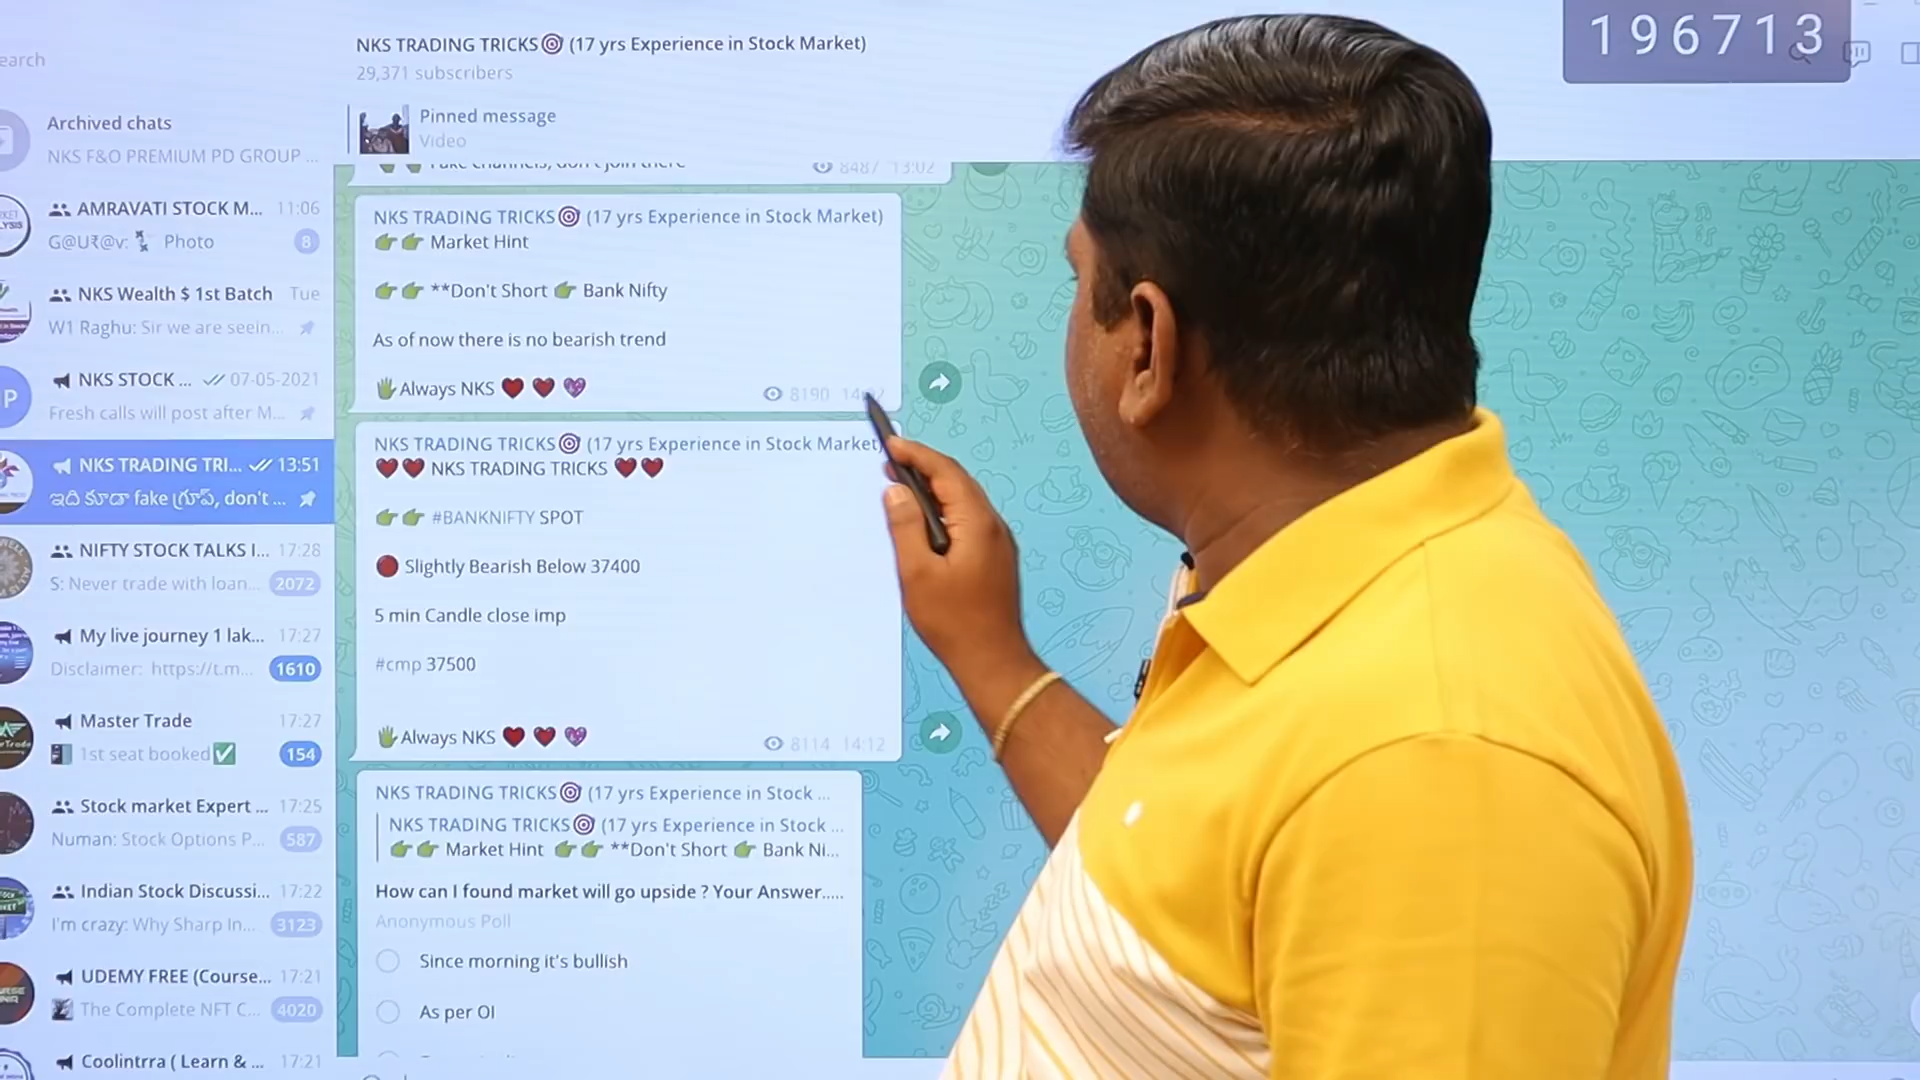 196713
earch
Archived chats
NKS F&O PREMIUM PD GROUP ...
AMRAVATI STOCK M... 11:06
G@U₹@v: Photo 8
NKS Wealth $ 1st Batch Tue
W1 Raghu: Sir we are seein...
P
NKS STOCK ... 07-05-2021
Fresh calls will post after M...
NKS TRADING TRI... 13:51
ఇది కూడా fake గ్రూప్, don't ...
NIFTY STOCK TALKS I... 17:28
S: Never trade with loan... 2072
My live journey 1 lak... 17:27
Disclaimer: https://t.m... 1610
Master Trade 17:27
1st seat booked✅ 154
Stock market Expert ... 17:25
Numan: Stock Options P... 587
Indian Stock Discussi... 17:22
I'm crazy: Why Sharp In... 3123
UDEMY FREE (Course... 17:21
The Complete NFT C... 4020
Coolintrra ( Learn & ... 17:21
NKS TRADING TRICKS🎯 (17 yrs Experience in Stock Market)
29,371 subscribers
Pinned message
Video
Fake channels, don't join there 8487 13:02
NKS TRADING TRICKS🎯 (17 yrs Experience in Stock Market)
👉👉 Market Hint
👉👉 **Don't Short 👉 Bank Nifty
As of now there is no bearish trend
🖐Always NKS ❤️ ❤️ 💖 8190
NKS TRADING TRICKS🎯 (17 yrs Experience in Stock Market)
❤️❤️ NKS TRADING TRICKS ❤️❤️
👉👉 #BANKNIFTY SPOT
🔴 Slightly Bearish Below 37400
5 min Candle close imp
#cmp 37500
🖐Always NKS ❤️ ❤️ 💖 8114 14:12
NKS TRADING TRICKS🎯 (17 yrs Experience in Stock ...
NKS TRADING TRICKS🎯 (17 yrs Experience in Stock ...
👉👉 Market Hint 👉👉 **Don't Short 👉 Bank Ni...
How can I found market will go upside ? Your Answer.....
Anonymous Poll
Since morning it's bullish
As per OI